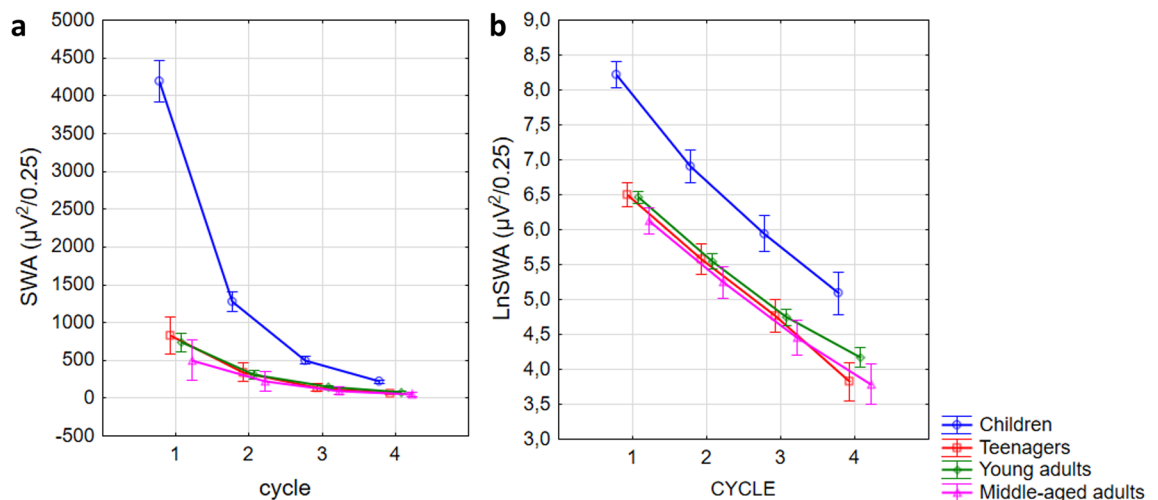 a
5000
4500
4000
3500
3000
2500
2000
1500
1000
500
0
-500
SWA (µV²/0.25)
1 2 3 4
cycle
b
9,0
8,5
8,0
7,5
7,0
6,5
6,0
5,5
5,0
4,5
4,0
3,5
3,0
LnSWA (µV²/0.25)
1 2 3 4
CYCLE
Children
Teenagers
Young adults
Middle-aged adults